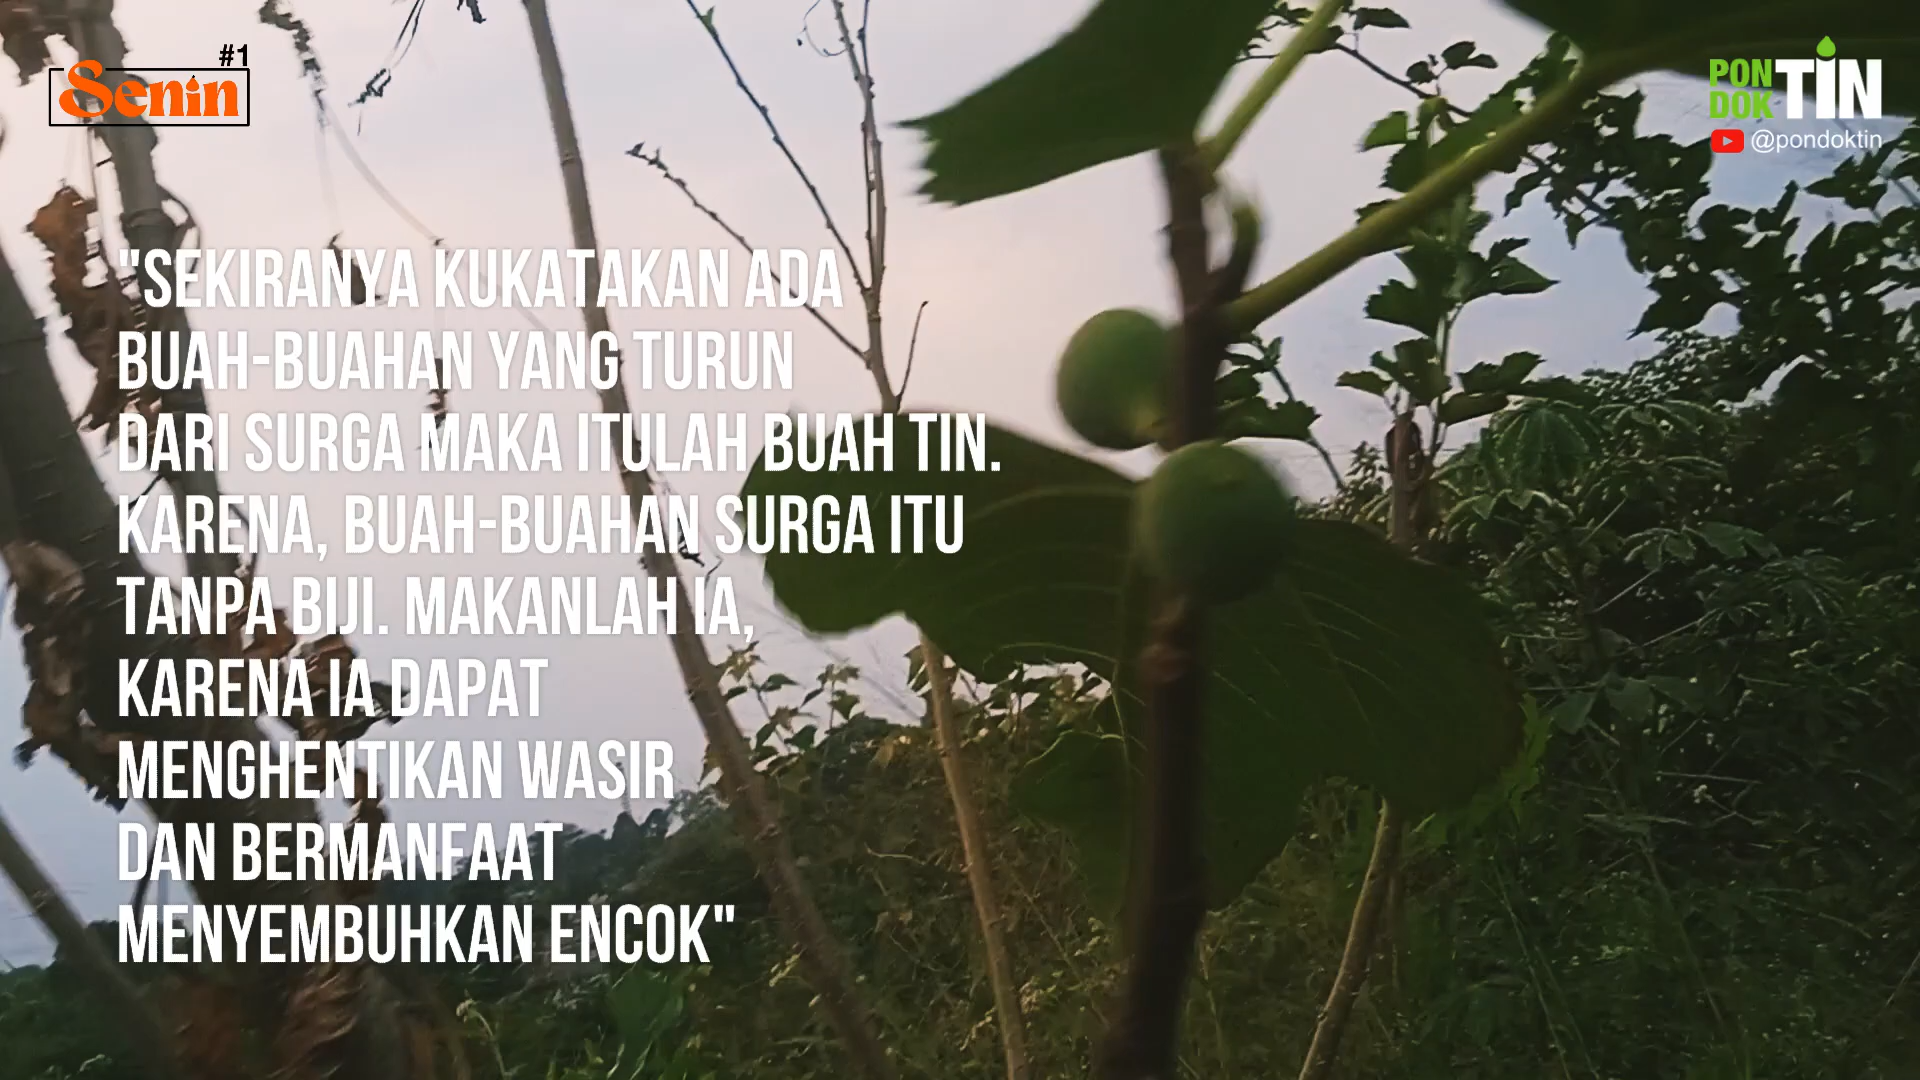 #1
Senin
PON
DOK
TiN
@pondoktin
"SEKIRANYA KUKATAKAN ADA
BUAH-BUAHAN YANG TURUN
DARI SURGA MAKA ITULAH BUAH TIN.
KARENA, BUAH-BUAHAN SURGA ITU
TANPA BIJI. MAKANLAH IA,
KARENA IA DAPAT
MENGHENTIKAN WASIR
DAN BERMANFAAT
MENYEMBUHKAN ENCOK"